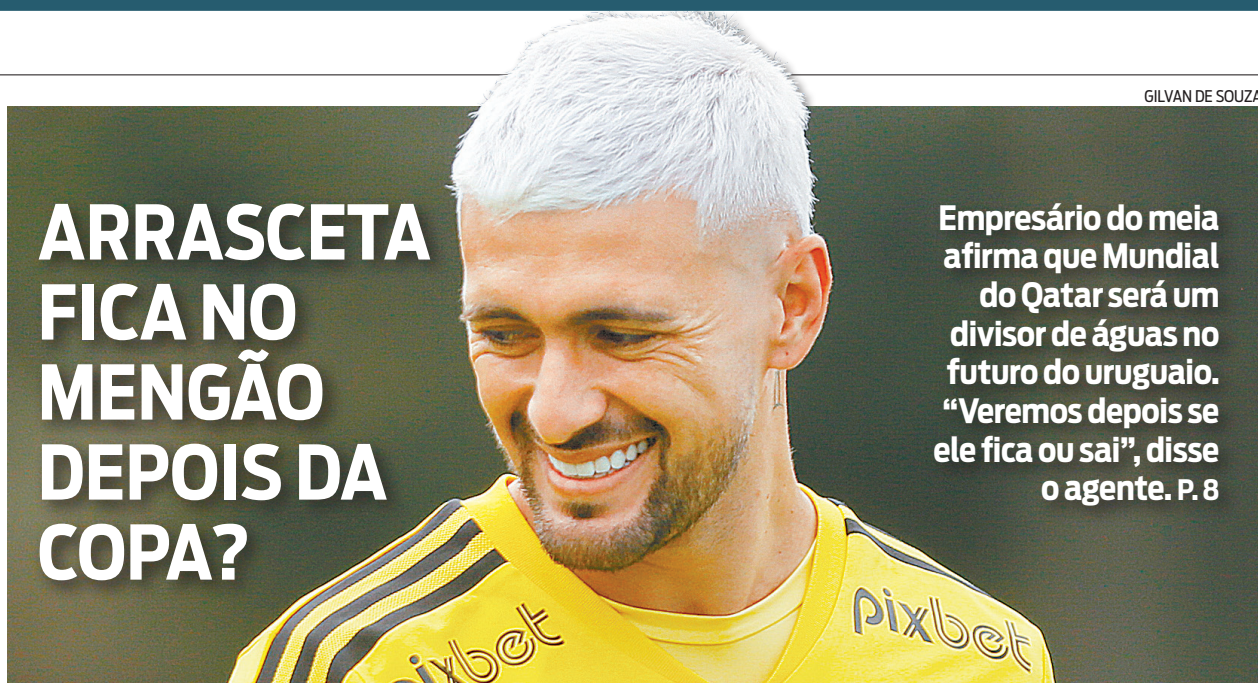 GILVAN DE SOUZA
ARRASCETA
FICA NO
MENGÃO
DEPOIS DA
COPA?
Empresário do meia
afirma que Mundial
do Qatar será um
divisor de águas no
futuro do uruguaio.
“Veremos depois se
ele fica ou sai”, disse
o agente. P. 8
pixbet
pixbet